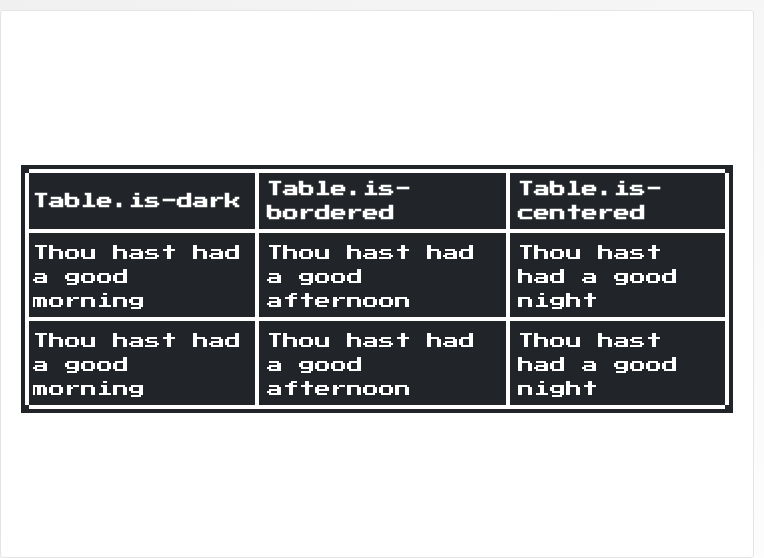 Table.is-dark
Table.is-
bordered
Table.is-
centered
Thou hast had
a good
morning
Thou hast had
a good
afternoon
Thou hast
had a good
night
Thou hast had
a good
morning
Thou hast had
a good
afternoon
Thou hast
had a good
night